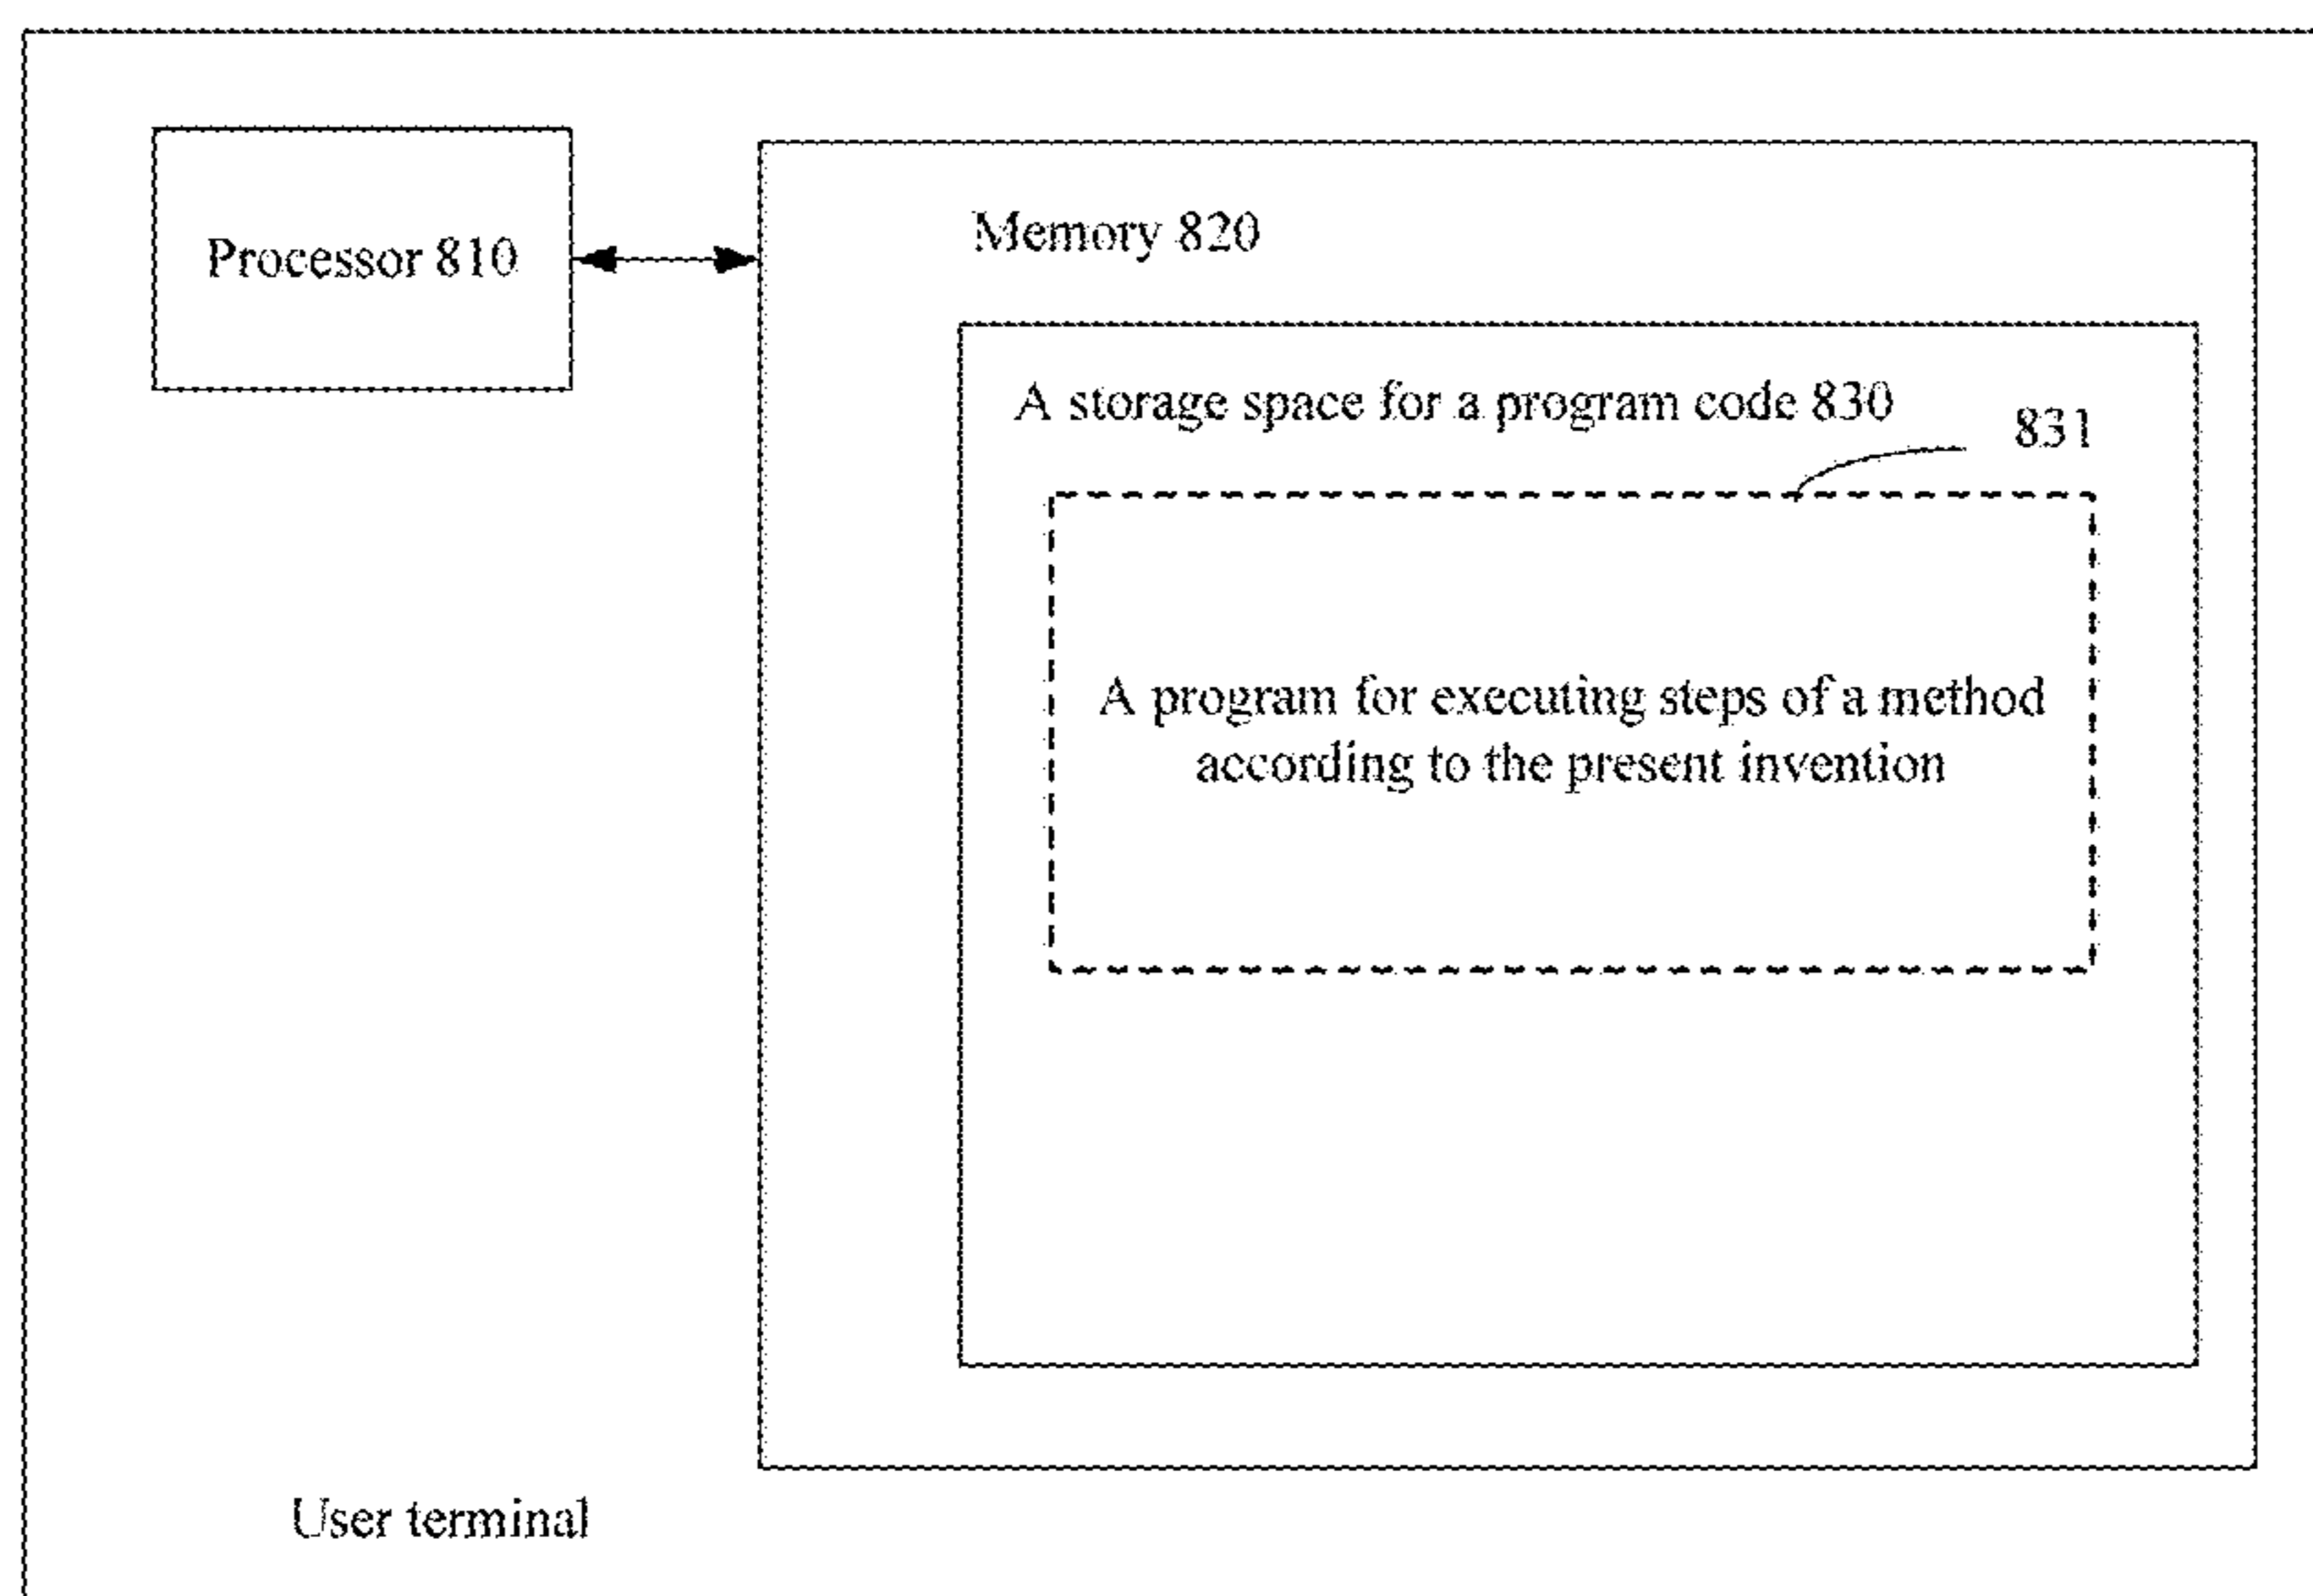 Processor 810
Memory 820
A storage space for a program code 830
831
A program for executing steps of a method
according to the present invention
User terminal